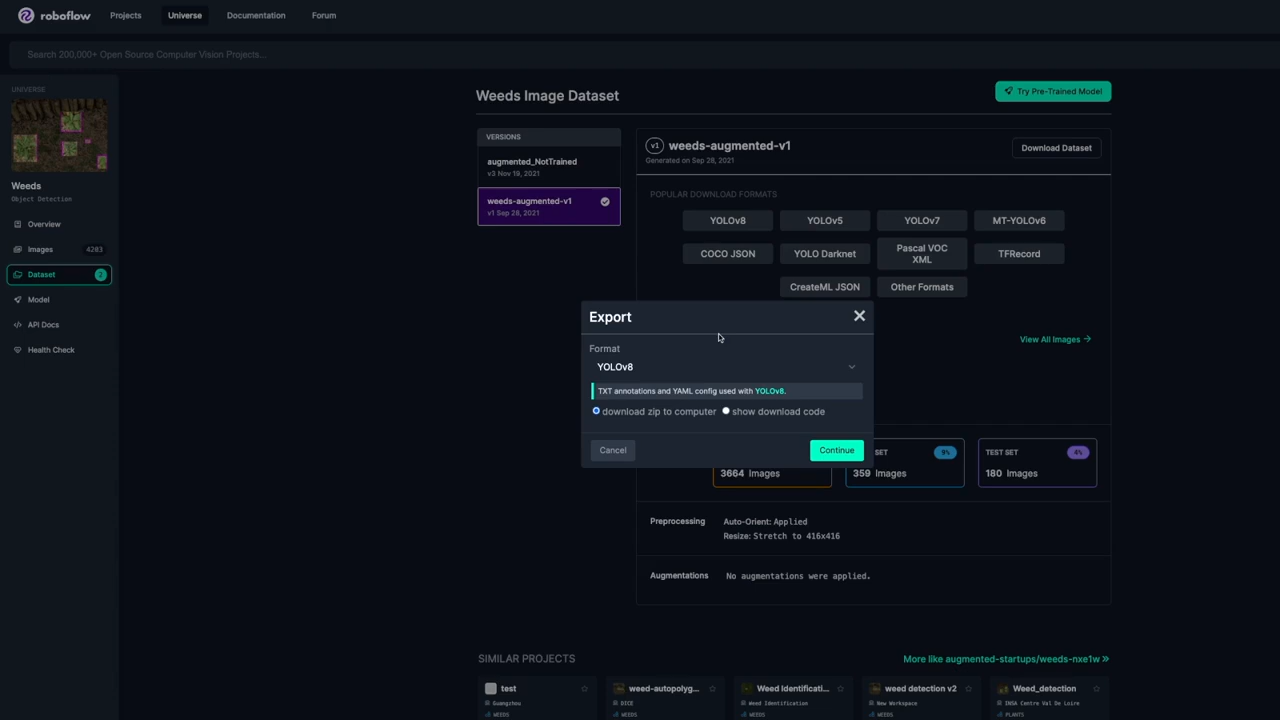 roboflow
Projects
Universe
Documentation
Forum
Search 200,000+ Open Source Computer Vision Projects...
UNIVERSE
Weeds
Object Detection
Overview
Images 4203
Dataset 2
Model
API Docs
Health Check
Weeds Image Dataset
Try Pre-Trained Model
VERSIONS
augmented_NotTrained
v3 Nov 19, 2021
weeds-augmented-v1
v1 Sep 28, 2021
v1 weeds-augmented-v1
Generated on Sep 28, 2021
Download Dataset
POPULAR DOWNLOAD FORMATS
YOLOv8 YOLOv5 YOLOv7 MT-YOLOv6
COCO JSON YOLO Darknet Pascal VOC
XML TFRecord
CreateML JSON Other Formats
View All Images
Export
Format
YOLOv8
TXT annotations and YAML config used with YOLOv8.
download zip to computer show download code
Cancel Continue
3664 Images
SET 9%
359 Images
TEST SET 4%
180 Images
Preprocessing
Auto-Orient: Applied
Resize: Stretch to 416x416
Augmentations
No augmentations were applied.
SIMILAR PROJECTS
More like augmented-startups/weeds-nxe1w
test
Guangzhou
WEEDS
weed-autopolyg...
DICE
WEEDS
Weed Identificati...
Weed Identification
WEEDS
weed detection v2
New Workspace
WEEDS
Weed_detection
INSA Centre Val De Loire
PLANTS